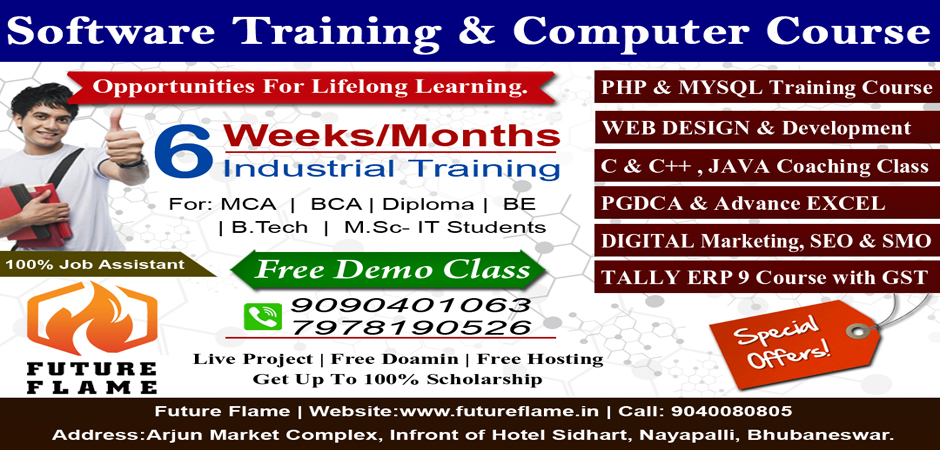 Software Training & Computer Course
Opportunities For Lifelong Learning.
6 Weeks/Months
Industrial Training
For: MCA | BCA | Diploma | BE
| B.Tech | M.Sc- IT Students
100% Job Assistant
Free Demo Class
9090401063
7978190526
FUTURE
FLAME
Live Project | Free Doamin | Free Hosting
Get Up To 100% Scholarship
PHP & MYSQL Training Course
WEB DESIGN & Development
C & C++ , JAVA Coaching Class
PGDCA & Advance EXCEL
DIGITAL Marketing, SEO & SMO
TALLY ERP 9 Course with GST
Special
Offers!
Future Flame | Website:www.futureflame.in | Call: 9040080805
Address:Arjun Market Complex, Infront of Hotel Sidhart, Nayapalli, Bhubaneswar.